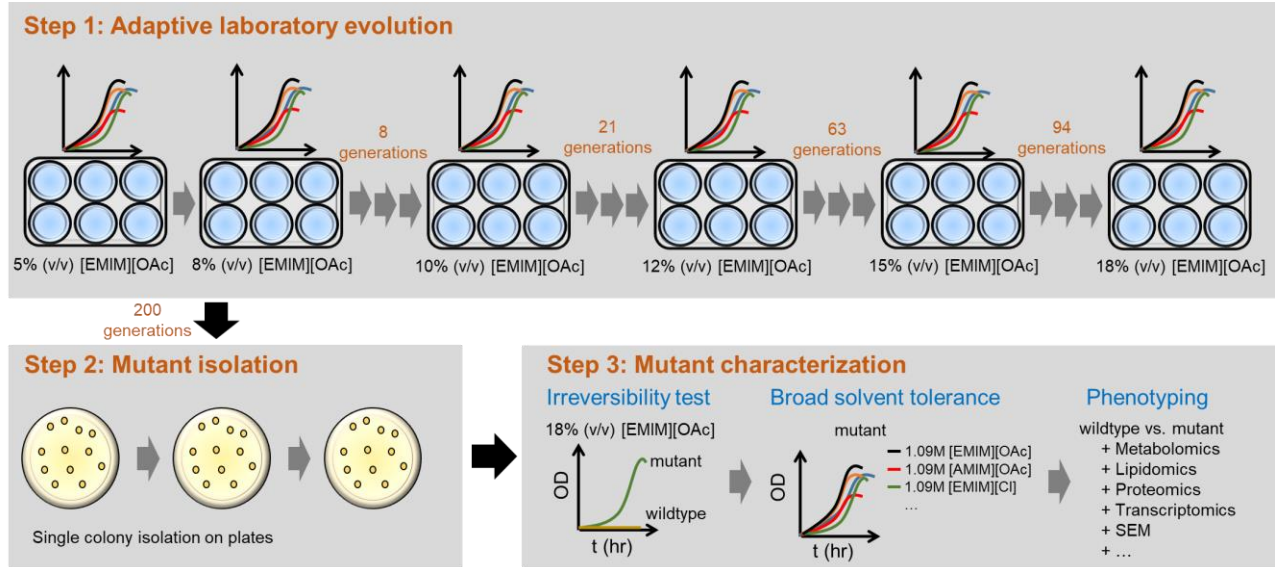 Step 1: Adaptive laboratory evolution
8
generations
21
generations
63
generations
94
generations
5% (v/v) [EMIM][OAc]
8% (v/v) [EMIM][OAc]
10% (v/v) [EMIM][OAc]
12% (v/v) [EMIM][OAc]
15% (v/v) [EMIM][OAc]
18% (v/v) [EMIM][OAc]
200
generations
Step 2: Mutant isolation
Single colony isolation on plates
Step 3: Mutant characterization
Irreversibility test
18% (v/v) [EMIM][OAc]
OD
mutant
wildtype
t (hr)
Broad solvent tolerance
mutant
1.09M [EMIM][OAc]
1.09M [AMIM][OAc]
1.09M [EMIM][Cl]
…
OD
t (hr)
Phenotyping
wildtype vs. mutant
+ Metabolomics
+ Lipidomics
+ Proteomics
+ Transcriptomics
+ SEM
+ …